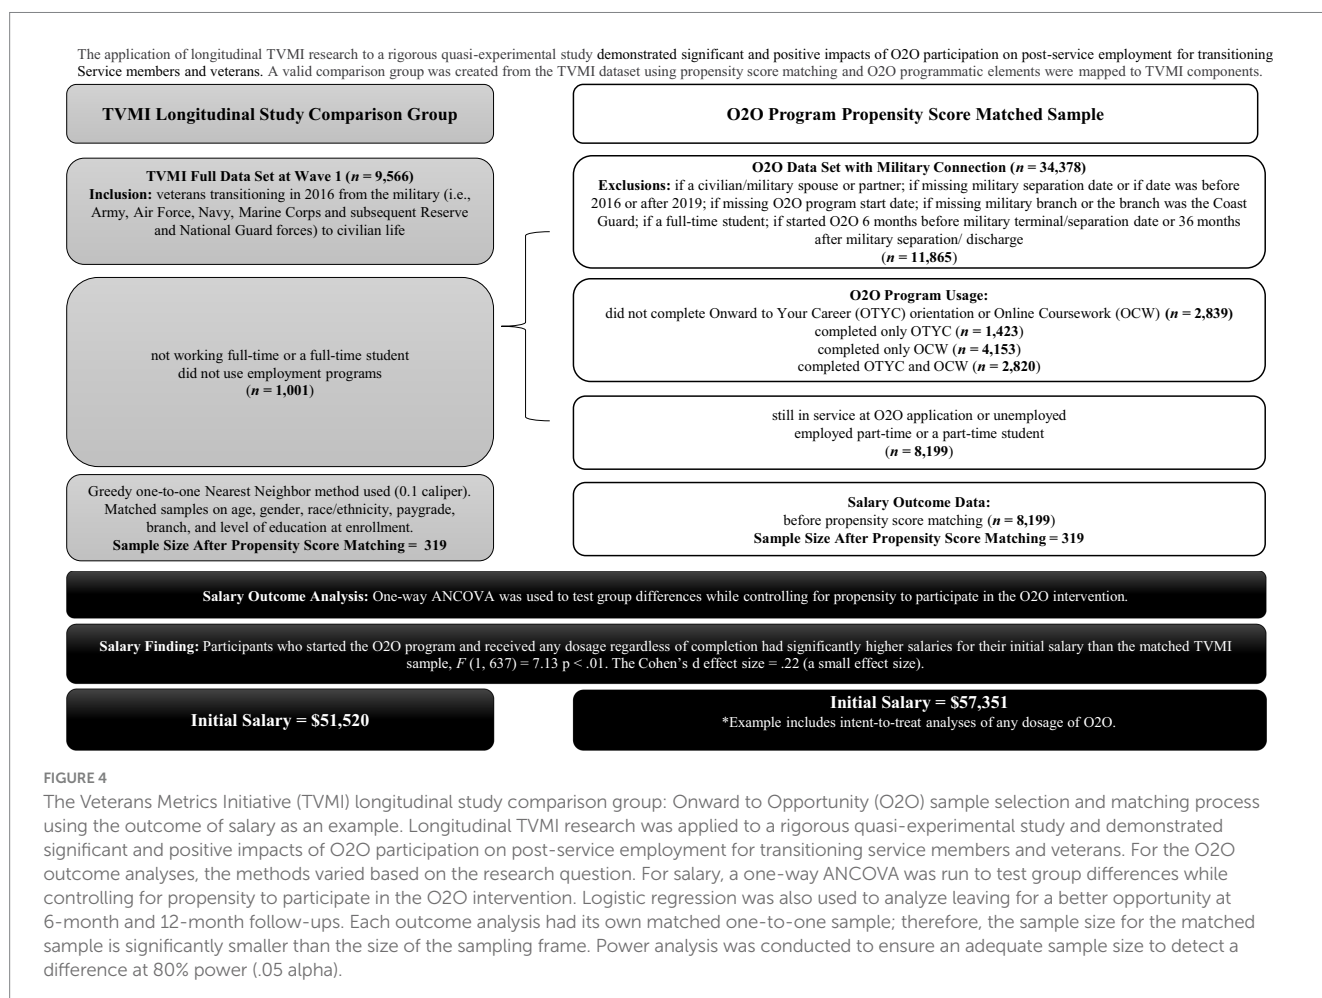 The application of longitudinal TVMI research to a rigorous quasi-experimental study demonstrated significant and positive impacts of O2O participation on post-service employment for transitioning
Service members and veterans. A valid comparison group was created from the TVMI dataset using propensity score matching and O2O programmatic elements were mapped to TVMI components.
TVMI Longitudinal Study Comparison Group
O2O Program Propensity Score Matched Sample
TVMI Full Data Set at Wave 1 (n = 9,566)
Inclusion: veterans transitioning in 2016 from the military (i.e.,
Army, Air Force, Navy, Marine Corps and subsequent Reserve
and National Guard forces) to civilian life
O2O Data Set with Military Connection (n = 34,378)
Exclusions: if a civilian/military spouse or partner; if missing military separation date or if date was before
2016 or after 2019; if missing O2O program start date; if missing military branch or the branch was the Coast
Guard; if a full-time student; if started O2O 6 months before military terminal/separation date or 36 months
after military separation/ discharge
(n = 11,865)
not working full-time or a full-time student
did not use employment programs
(n = 1,001)
O2O Program Usage:
did not complete Onward to Your Career (OTYC) orientation or Online Coursework (OCW) (n = 2,839)
completed only OTYC (n = 1,423)
completed only OCW (n = 4,153)
completed OTYC and OCW (n = 2,820)
still in service at O2O application or unemployed
employed part-time or a part-time student
(n = 8,199)
Greedy one-to-one Nearest Neighbor method used (0.1 caliper).
Matched samples on age, gender, race/ethnicity, paygrade,
branch, and level of education at enrollment.
Sample Size After Propensity Score Matching = 319
Salary Outcome Data:
before propensity score matching (n = 8,199)
Sample Size After Propensity Score Matching = 319
Salary Outcome Analysis: One-way ANCOVA was used to test group differences while controlling for propensity to participate in the O2O intervention.
Salary Finding: Participants who started the O2O program and received any dosage regardless of completion had significantly higher salaries for their initial salary than the matched TVMI
sample, F (1, 637) = 7.13 p < .01. The Cohen's d effect size = .22 (a small effect size).
Initial Salary = $51,520
Initial Salary = $57,351
*Example includes intent-to-treat analyses of any dosage of O2O.
FIGURE 4
The Veterans Metrics Initiative (TVMI) longitudinal study comparison group: Onward to Opportunity (O2O) sample selection and matching process
using the outcome of salary as an example. Longitudinal TVMI research was applied to a rigorous quasi-experimental study and demonstrated
significant and positive impacts of O2O participation on post-service employment for transitioning service members and veterans. For the O2O
outcome analyses, the methods varied based on the research question. For salary, a one-way ANCOVA was run to test group differences while
controlling for propensity to participate in the O2O intervention. Logistic regression was also used to analyze leaving for a better opportunity at
6-month and 12-month follow-ups. Each outcome analysis had its own matched one-to-one sample; therefore, the sample size for the matched
sample is significantly smaller than the size of the sampling frame. Power analysis was conducted to ensure an adequate sample size to detect a
difference at 80% power (.05 alpha).